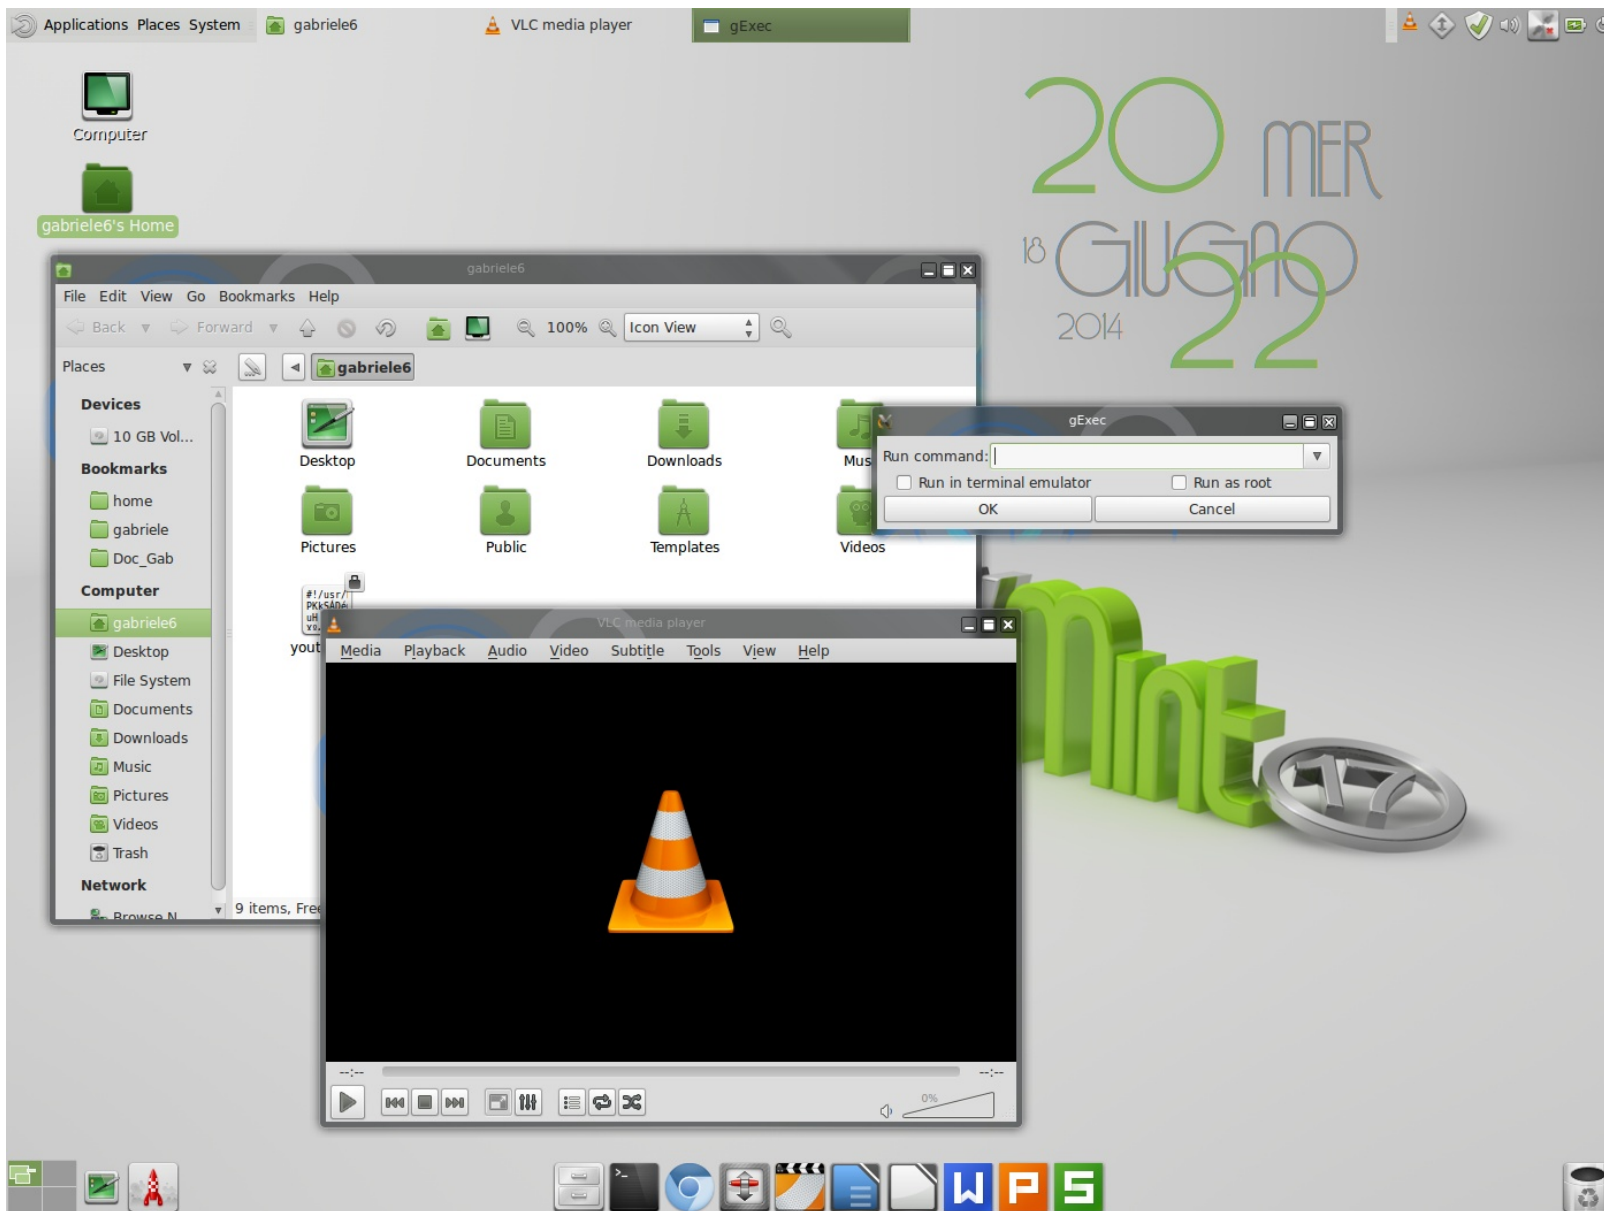 Applications Places System gabriele6 VLC media player gExec
Computer
gabriele6's Home
20 MER
18 GIUGNO
22
2014
gabriele6
File Edit View Go Bookmarks Help
Back Forward 100% Icon View
Places gabriele6
Devices
10 GB Vol...
Bookmarks
home
gabriele
Doc_Gab
Computer
gabriele6
Desktop
File System
Documents
Downloads
Music
Pictures
Videos
Trash
Network
Browse N
Desktop Documents Downloads Mus
Pictures Public Templates Videos
#!/usr/
yout
9 items, Free
gExec
Run command:
Run in terminal emulator Run as root
OK Cancel
VLC media player
Media Playback Audio Video Subtitle Tools View Help
--:-- --:--
0%
Mint
17
>_
W P S